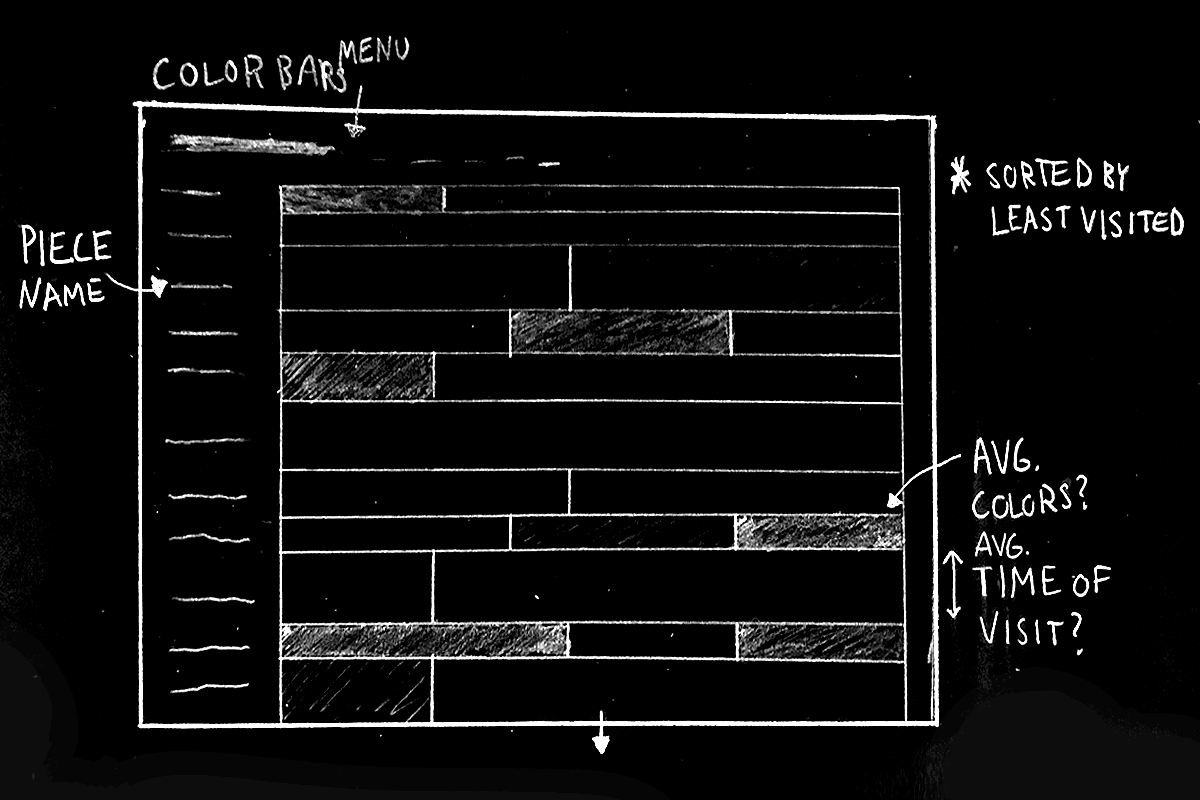 COLOR BARS
MENU
* SORTED BY
LEAST VISITED
PIECE
NAME
AVG.
COLORS?
AVG.
TIME OF
VISIT?